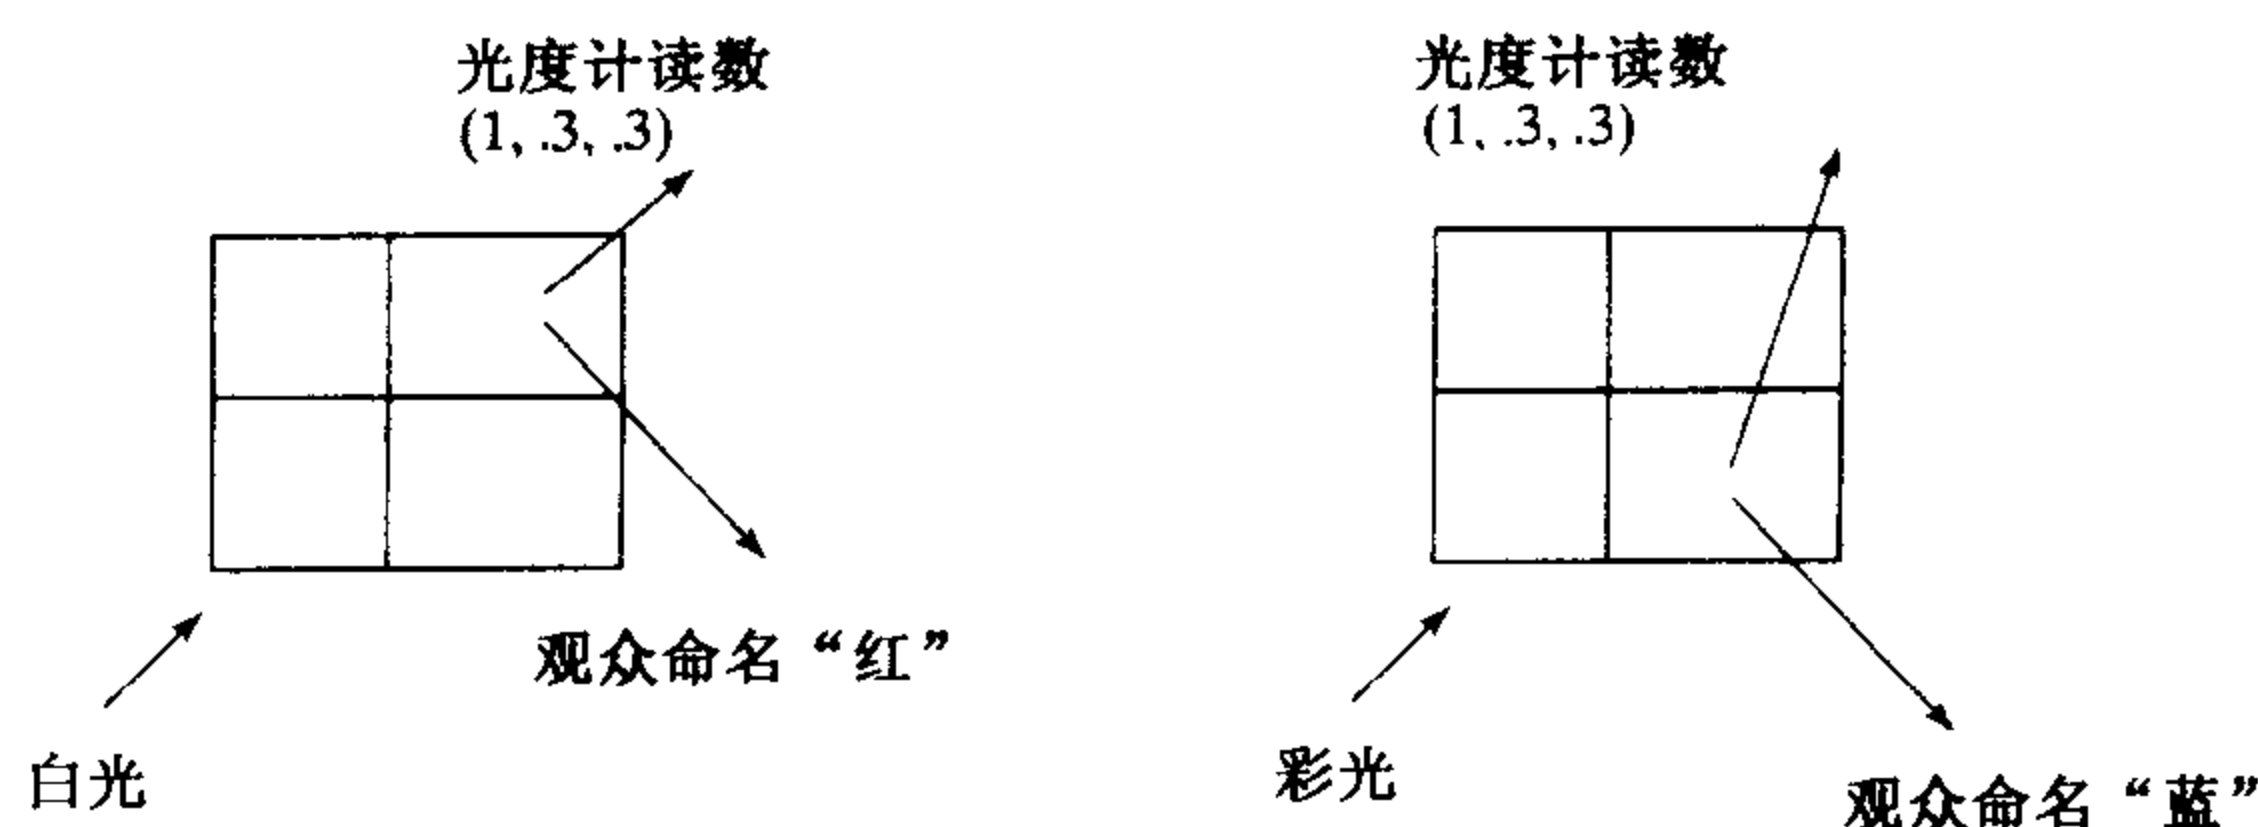 光度计读数
(1, .3, .3)
观众命名“红”
白光
光度计读数
(1, .3, .3)
彩光
观众命名“蓝”